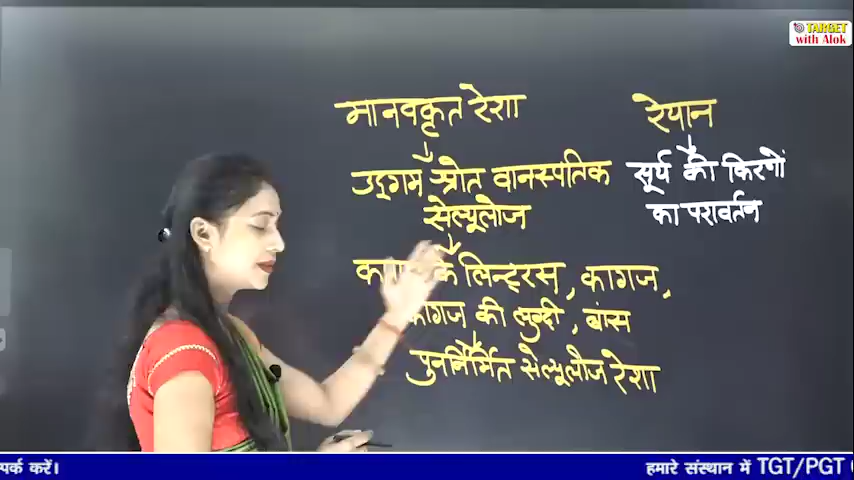 TARGET
with Alok
मानवकृत रेशा
रेयान
उद्गम स्रोत वानस्पतिक
सेल्यूलोज
सूर्य की किरणों
का परावर्तन
के लिन्ट्रस, कागज,
कागज की लुग्दी, बांस
पुनर्निर्मित सेल्यूलौज रेशा
पर्क करें।
हमारे संस्थान में TGT/PGT